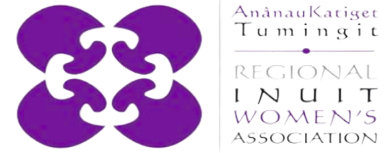 AnânauKatiget
Tumingit
REGIONAL
INUIT
WOMEN'S
ASSOCIATION